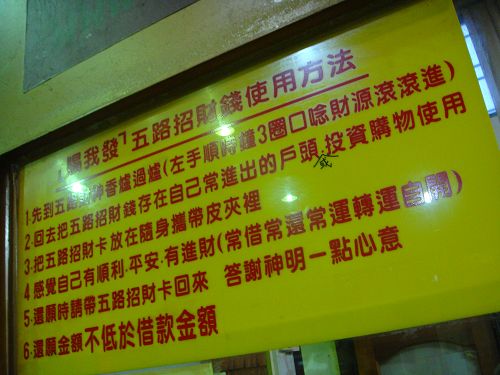 「賜我發」五路招財錢使用方法
1.先到五路財神香爐過爐(左手順時爐3圈口唸財源滾滾進)
2.回去把五路招財錢存在自己常進出的戶頭.投資購物使用
或
3.把五路招財卡放在隨身攜帶皮夾裡
4.感覺自己有順利.平安.有進財(常借常還常運轉運自開)
5.還願時請帶五路招財卡回來 答謝神明一點心意
6.還願金額不低於借款金額